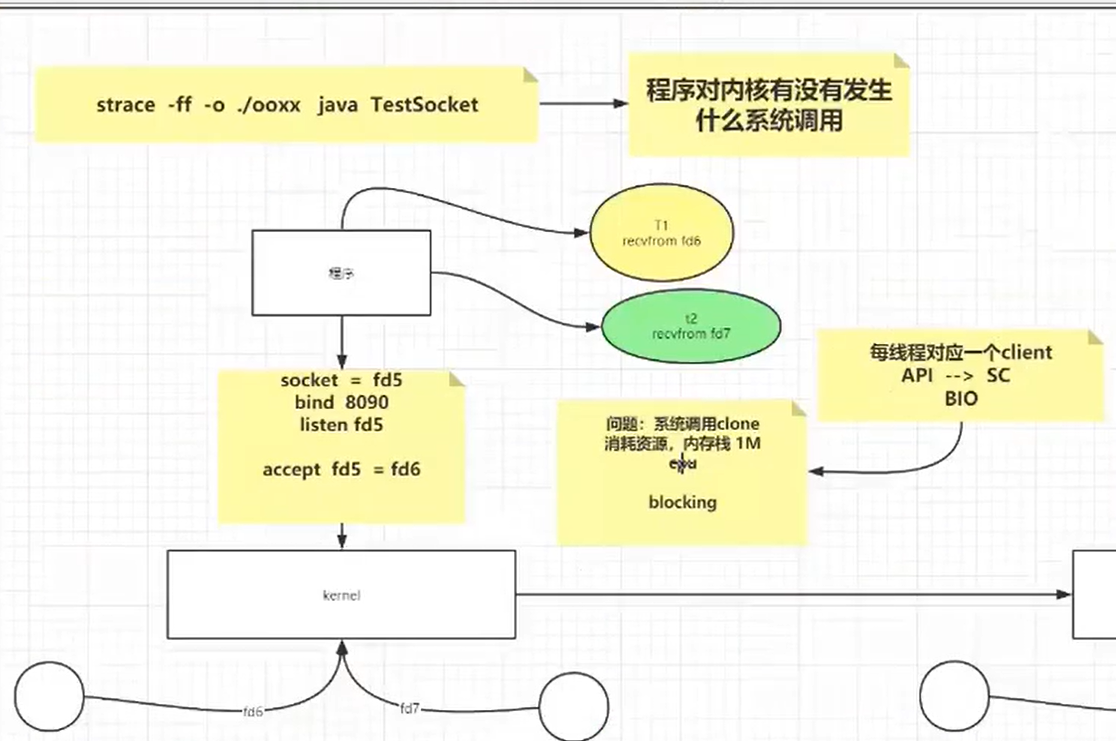 strace -ff -o ./ooxx java TestSocket
程序对内核有没有发生
什么系统调用
T1
recvfrom fd6
程序
t2
recvfrom fd7
每线程对应一个client
API --> SC
BIO
socket = fd5
bind 8090
listen fd5
accept fd5 = fd6
问题：系统调用clone
消耗资源，内存栈 1M
cpu
blocking
kernel
fd6
fd7